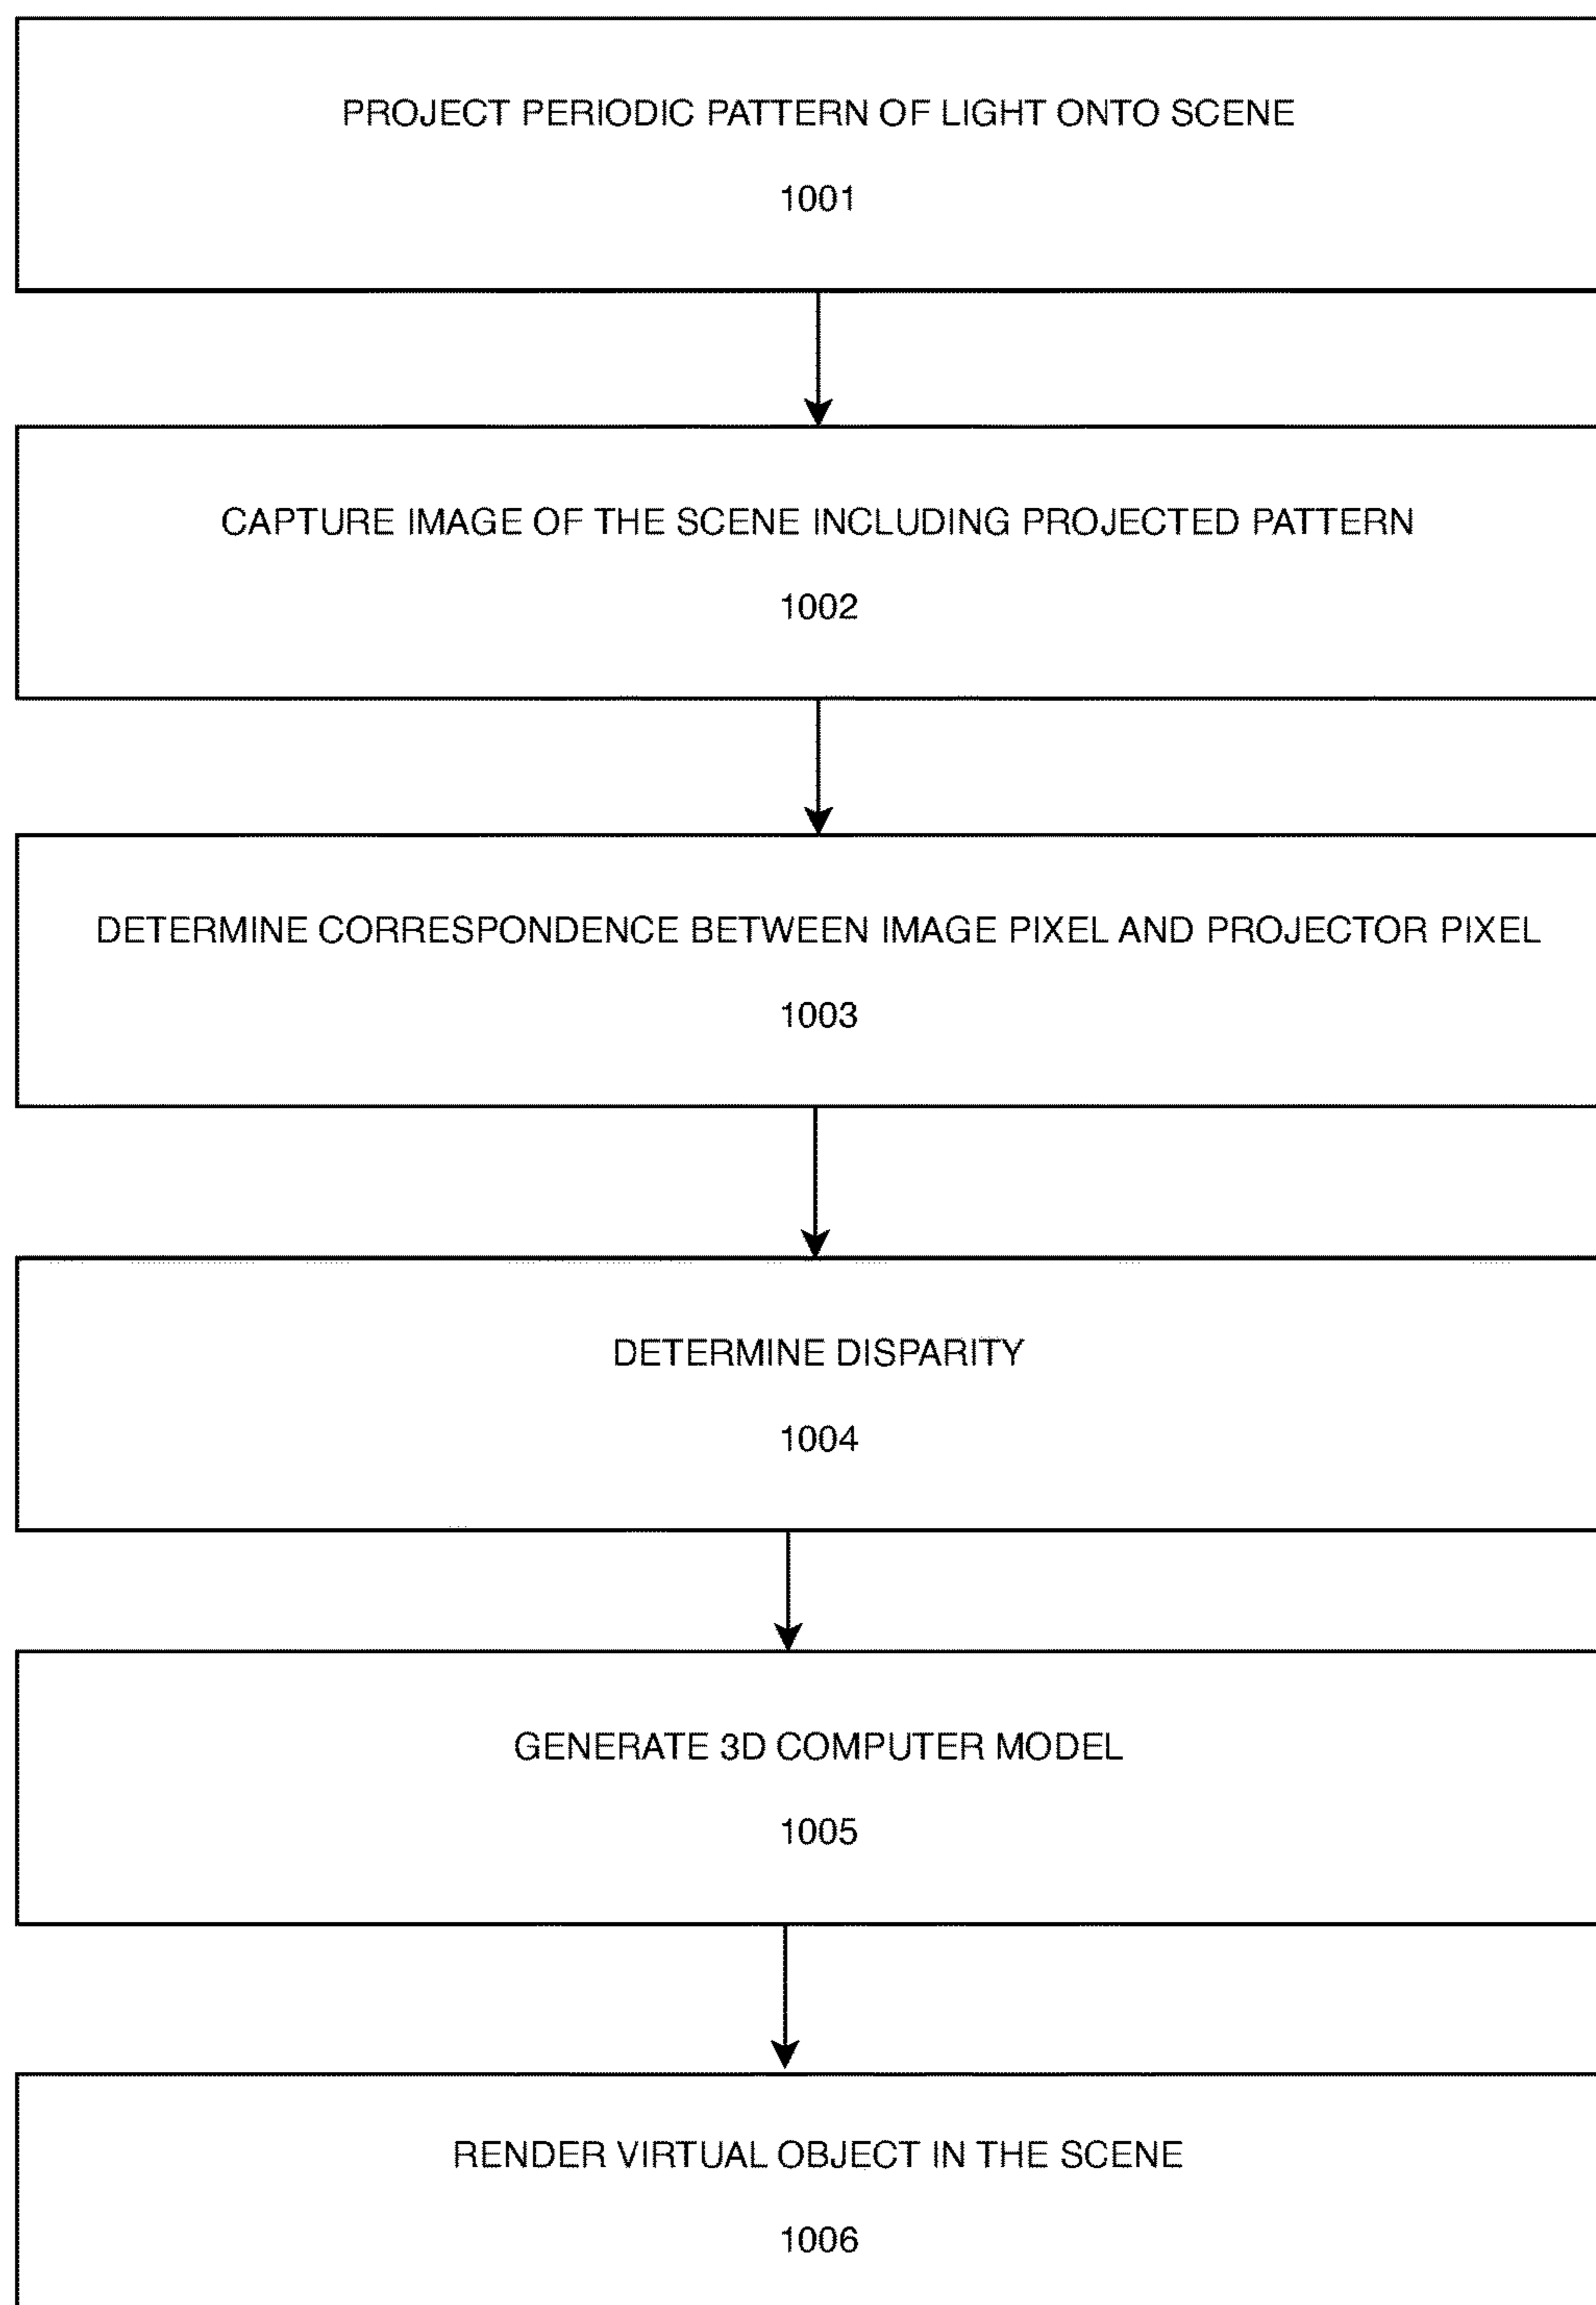 PROJECT PERIODIC PATTERN OF LIGHT ONTO SCENE
1001
CAPTURE IMAGE OF THE SCENE INCLUDING PROJECTED PATTERN
1002
DETERMINE CORRESPONDENCE BETWEEN IMAGE PIXEL AND PROJECTOR PIXEL
1003
DETERMINE DISPARITY
1004
GENERATE 3D COMPUTER MODEL
1005
RENDER VIRTUAL OBJECT IN THE SCENE
1006